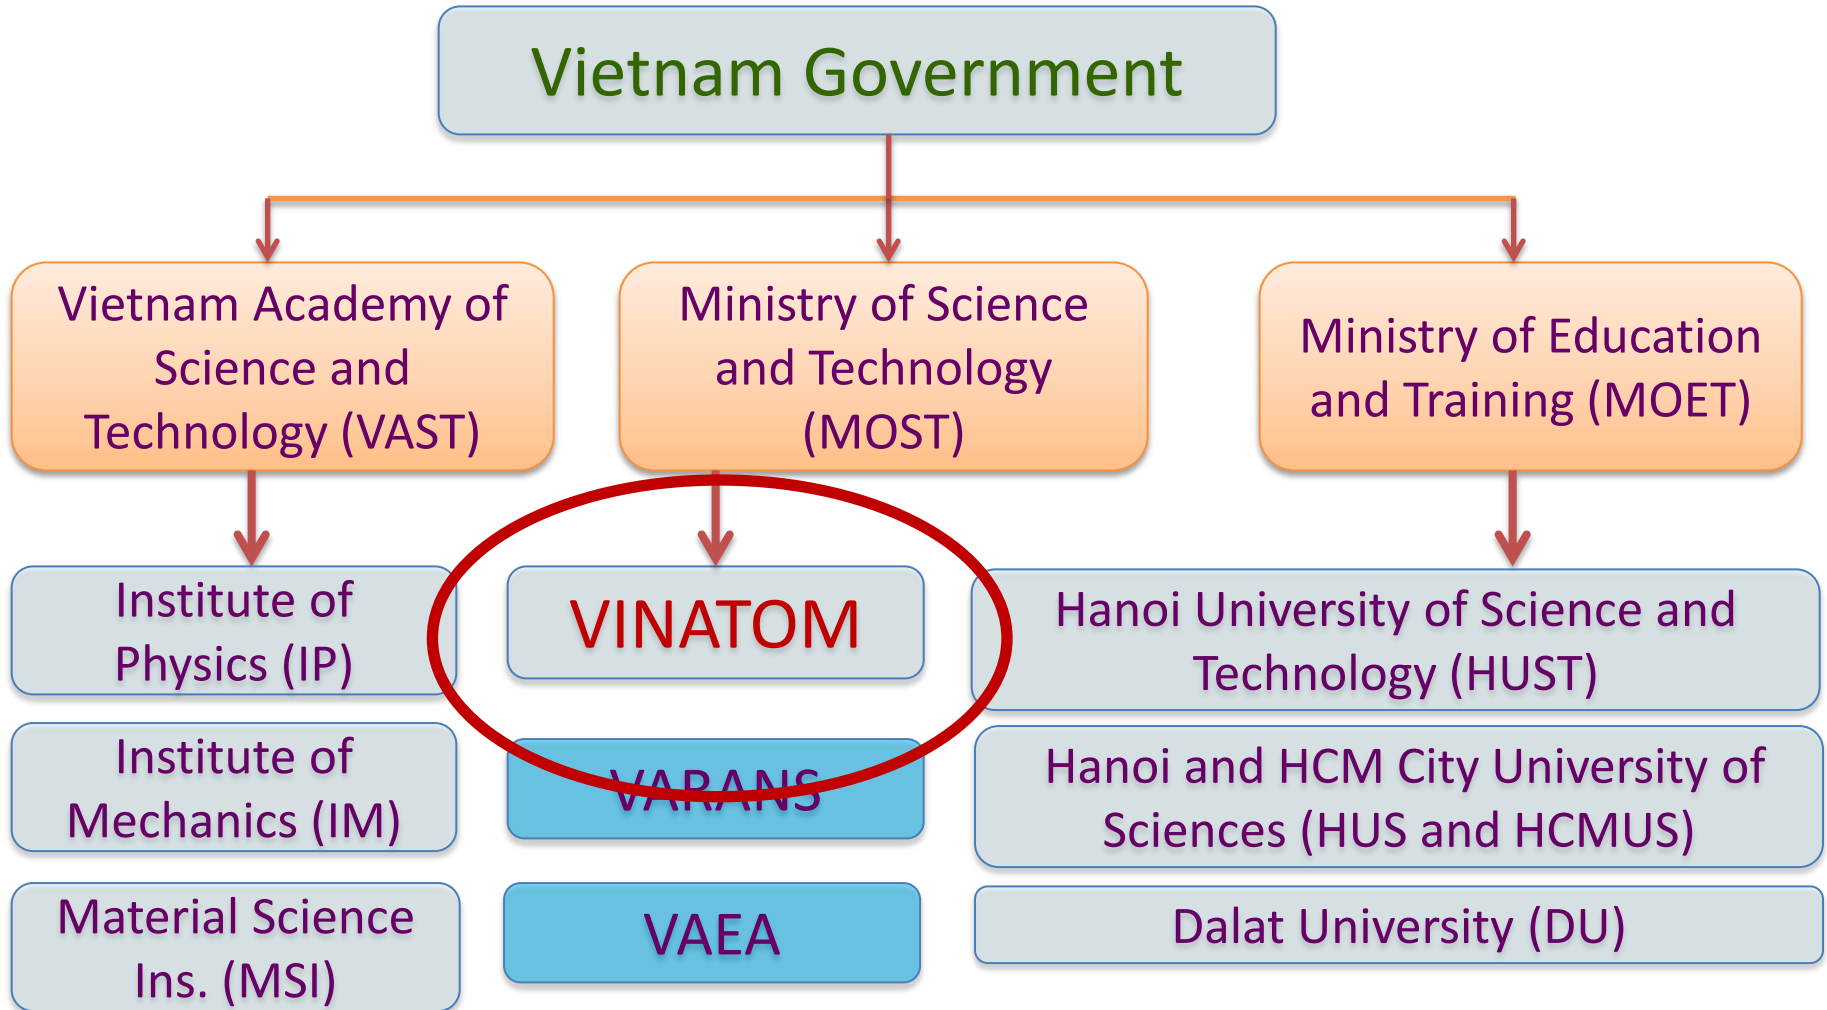 Vietnam Government
Vietnam Academy of
Science and
Technology (VAST)
Ministry of Science
and Technology
(MOST)
Ministry of Education
and Training (MOET)
Institute of
Physics (IP)
Institute of
Mechanics (IM)
Material Science
Ins. (MSI)
VINATOM
VARANS
VAEA
Hanoi University of Science and
Technology (HUST)
Hanoi and HCM City University of
Sciences (HUS and HCMUS)
Dalat University (DU)